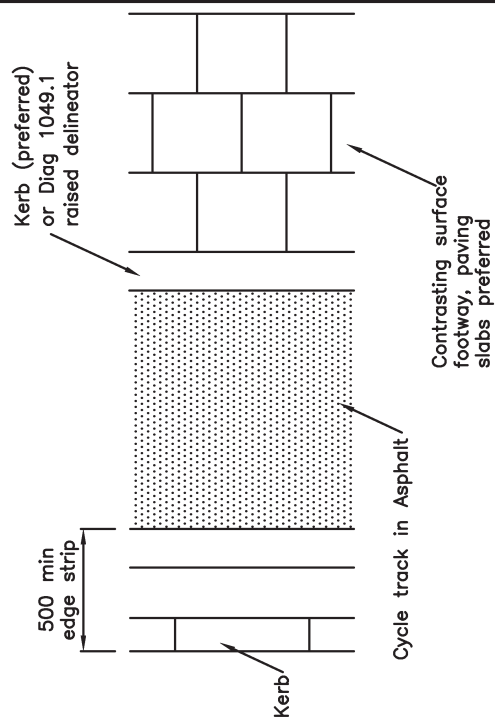 Kerb (preferred)
or Diag 1049.1
raised delineator
500 min
edge strip
Kerb
Cycle track in Asphalt
Contrasting surface
footway, paving
slabs preferred